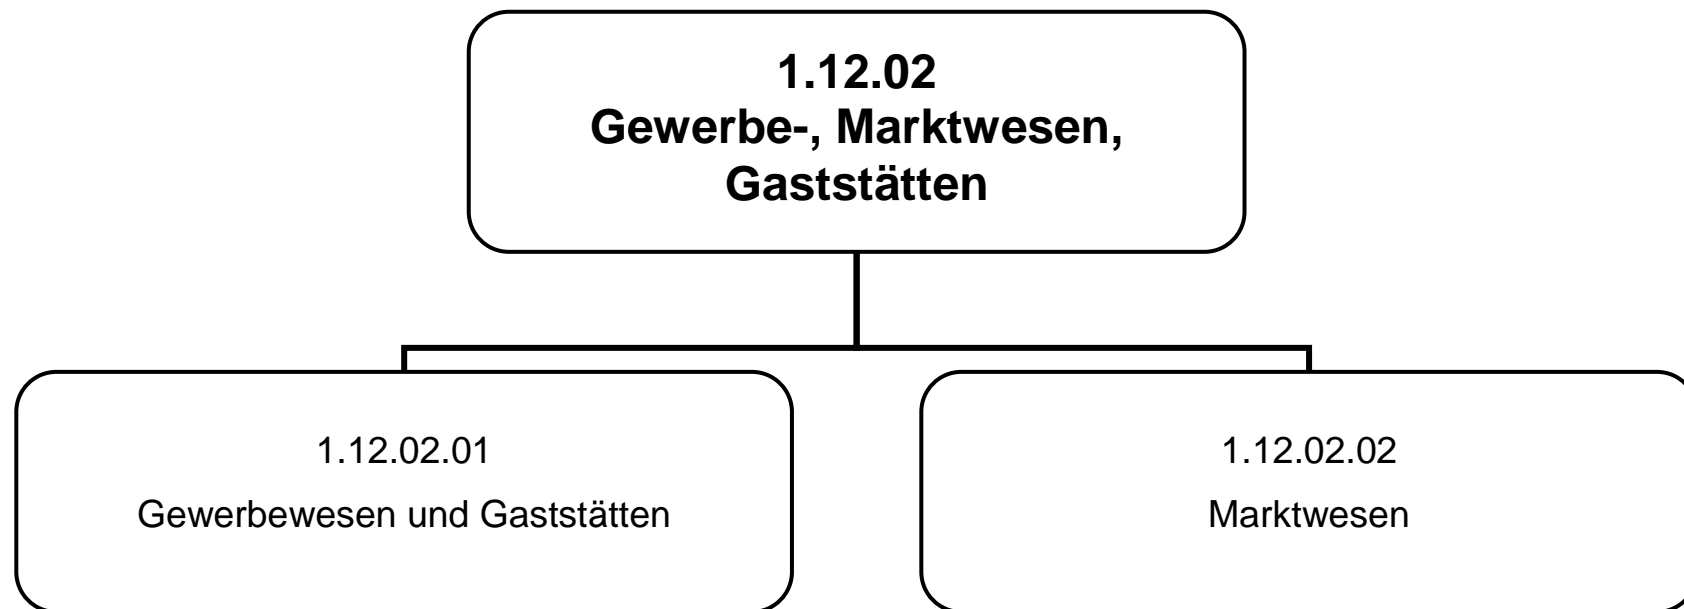 1.12.02
Gewerbe-, Marktwesen,
Gaststätten
1.12.02.01
Gewerbewesen und Gaststätten
1.12.02.02
Marktwesen